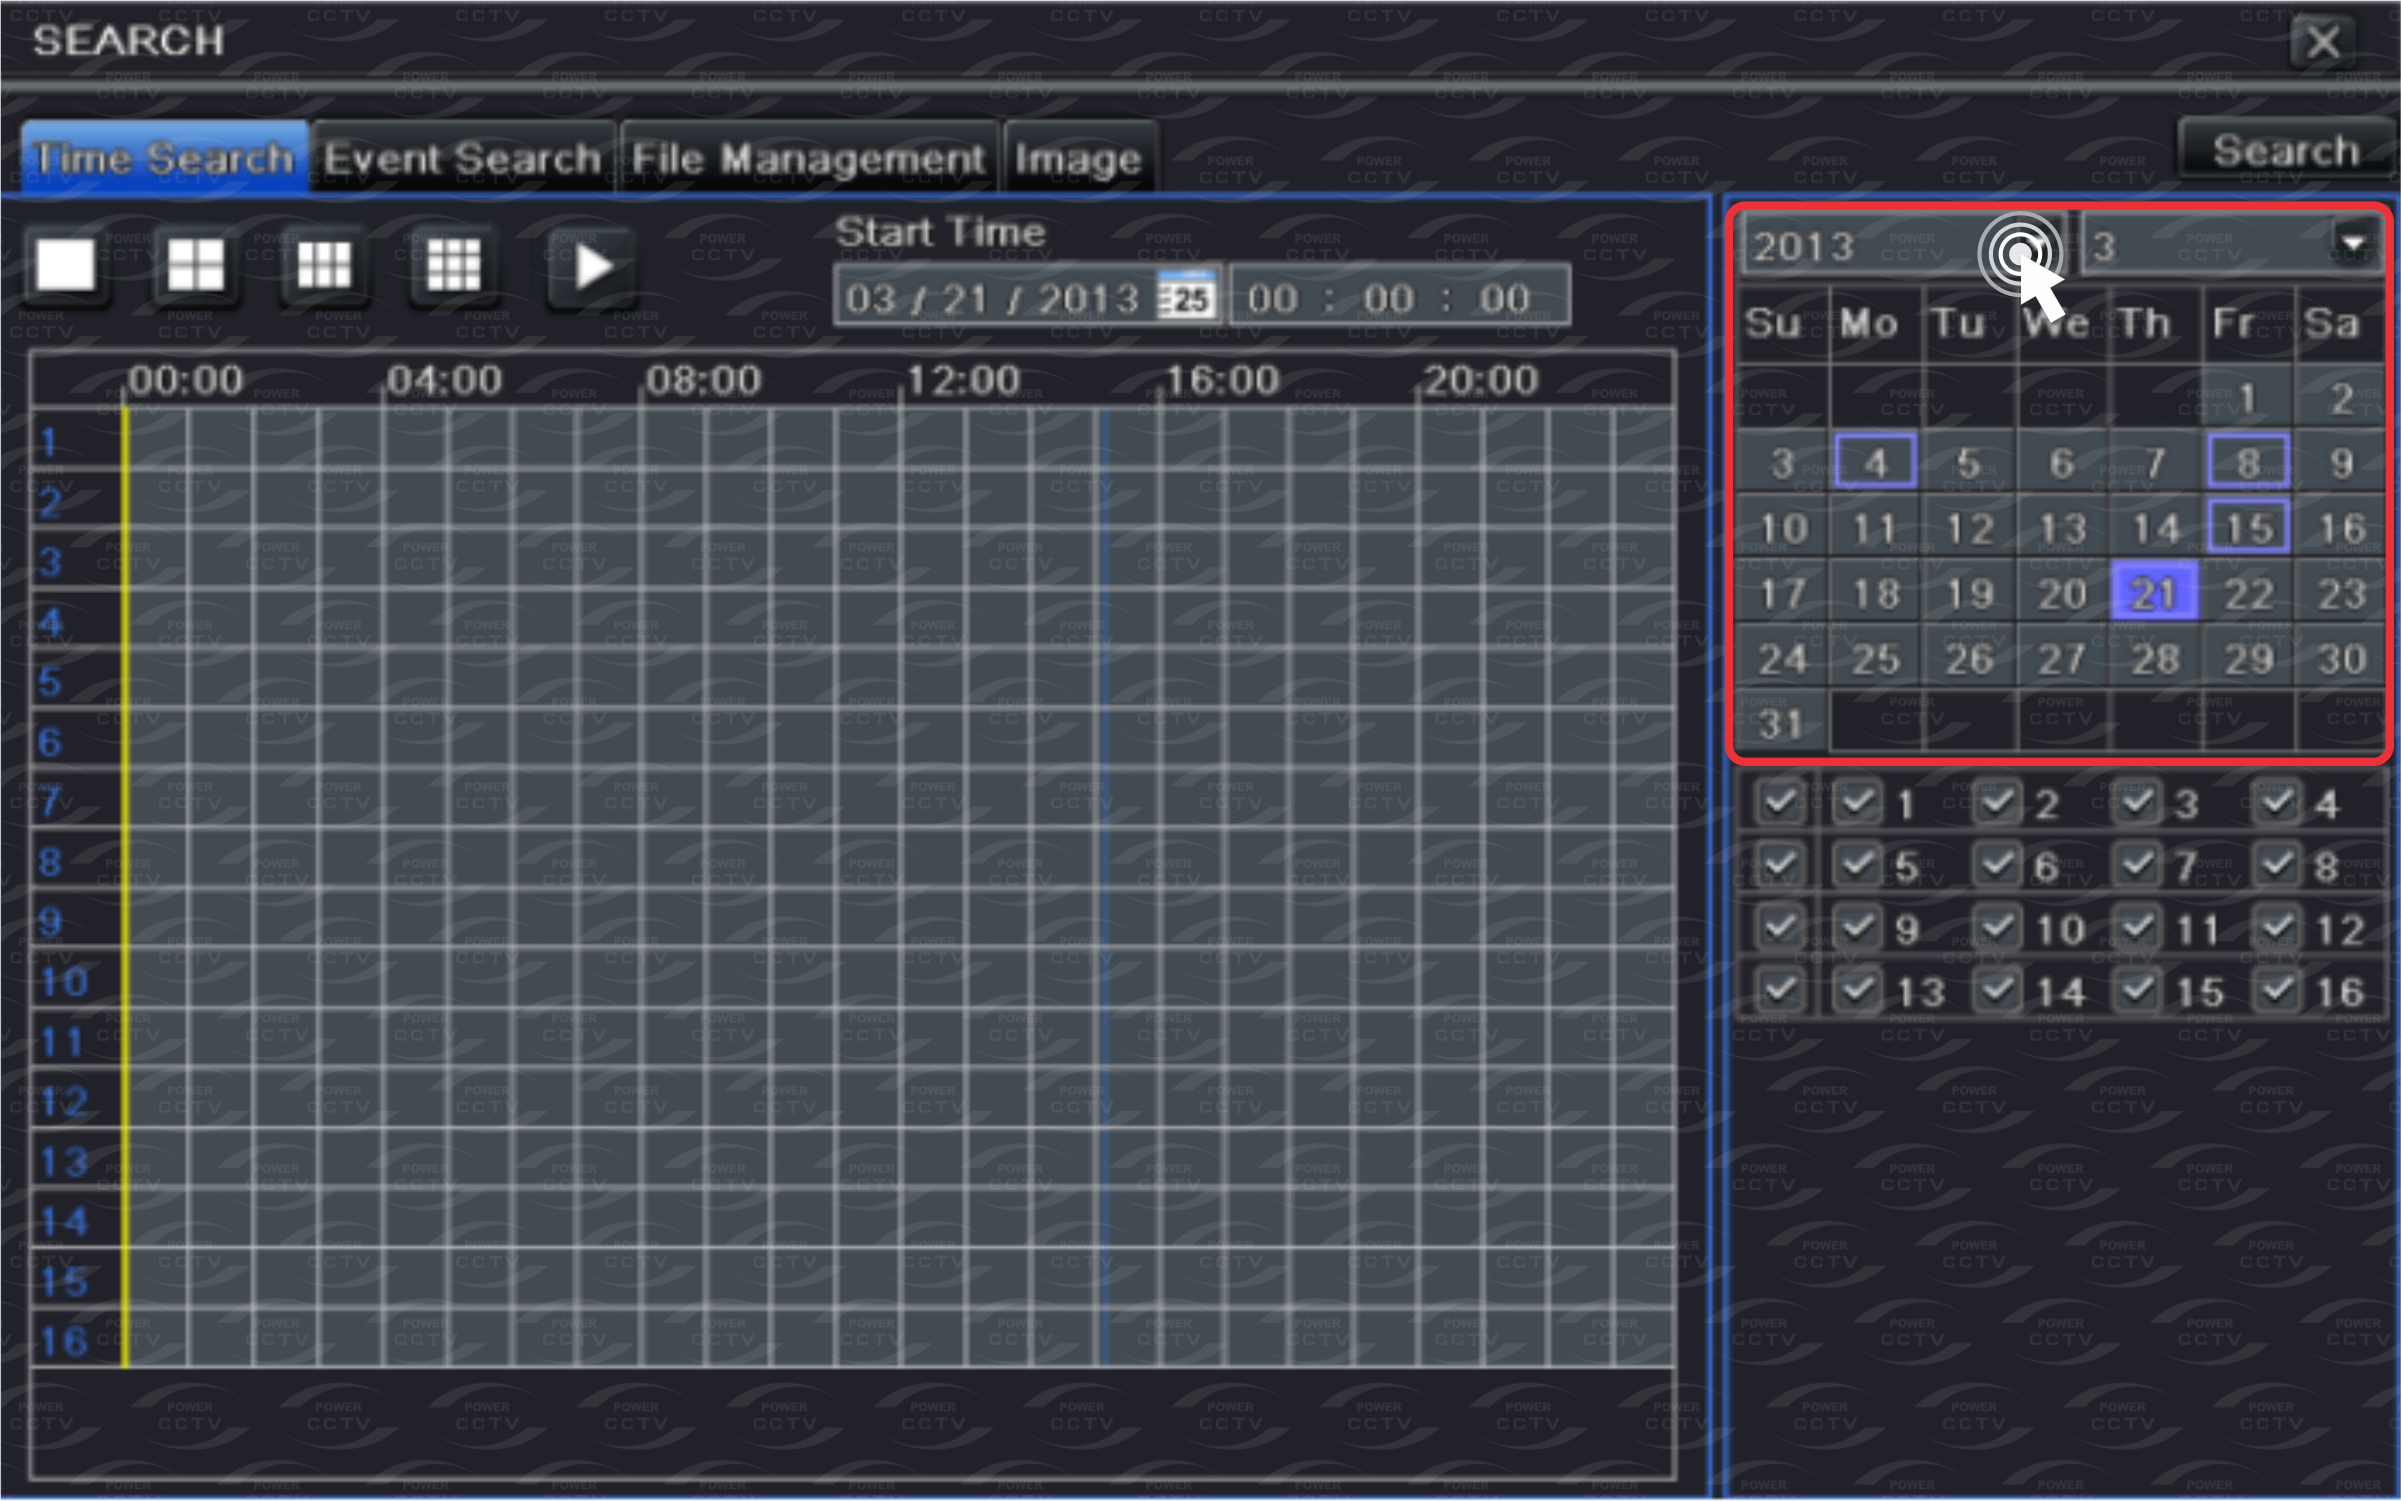 SEARCH
Time Search Event Search File Management Image Search
Start Time
03 / 21 / 2013 25 00 : 00 : 00
00:00 04:00 08:00 12:00 16:00 20:00
1
2
3
4
5
6
7
8
9
10
11
12
13
14
15
16
2013 3
Su Mo Tu We Th Fr Sa
1 2
3 4 5 6 7 8 9
10 11 12 13 14 15 16
17 18 19 20 21 22 23
24 25 26 27 28 29 30
31
1 2 3 4
5 6 7 8
9 10 11 12
13 14 15 16
POWER
CCTV